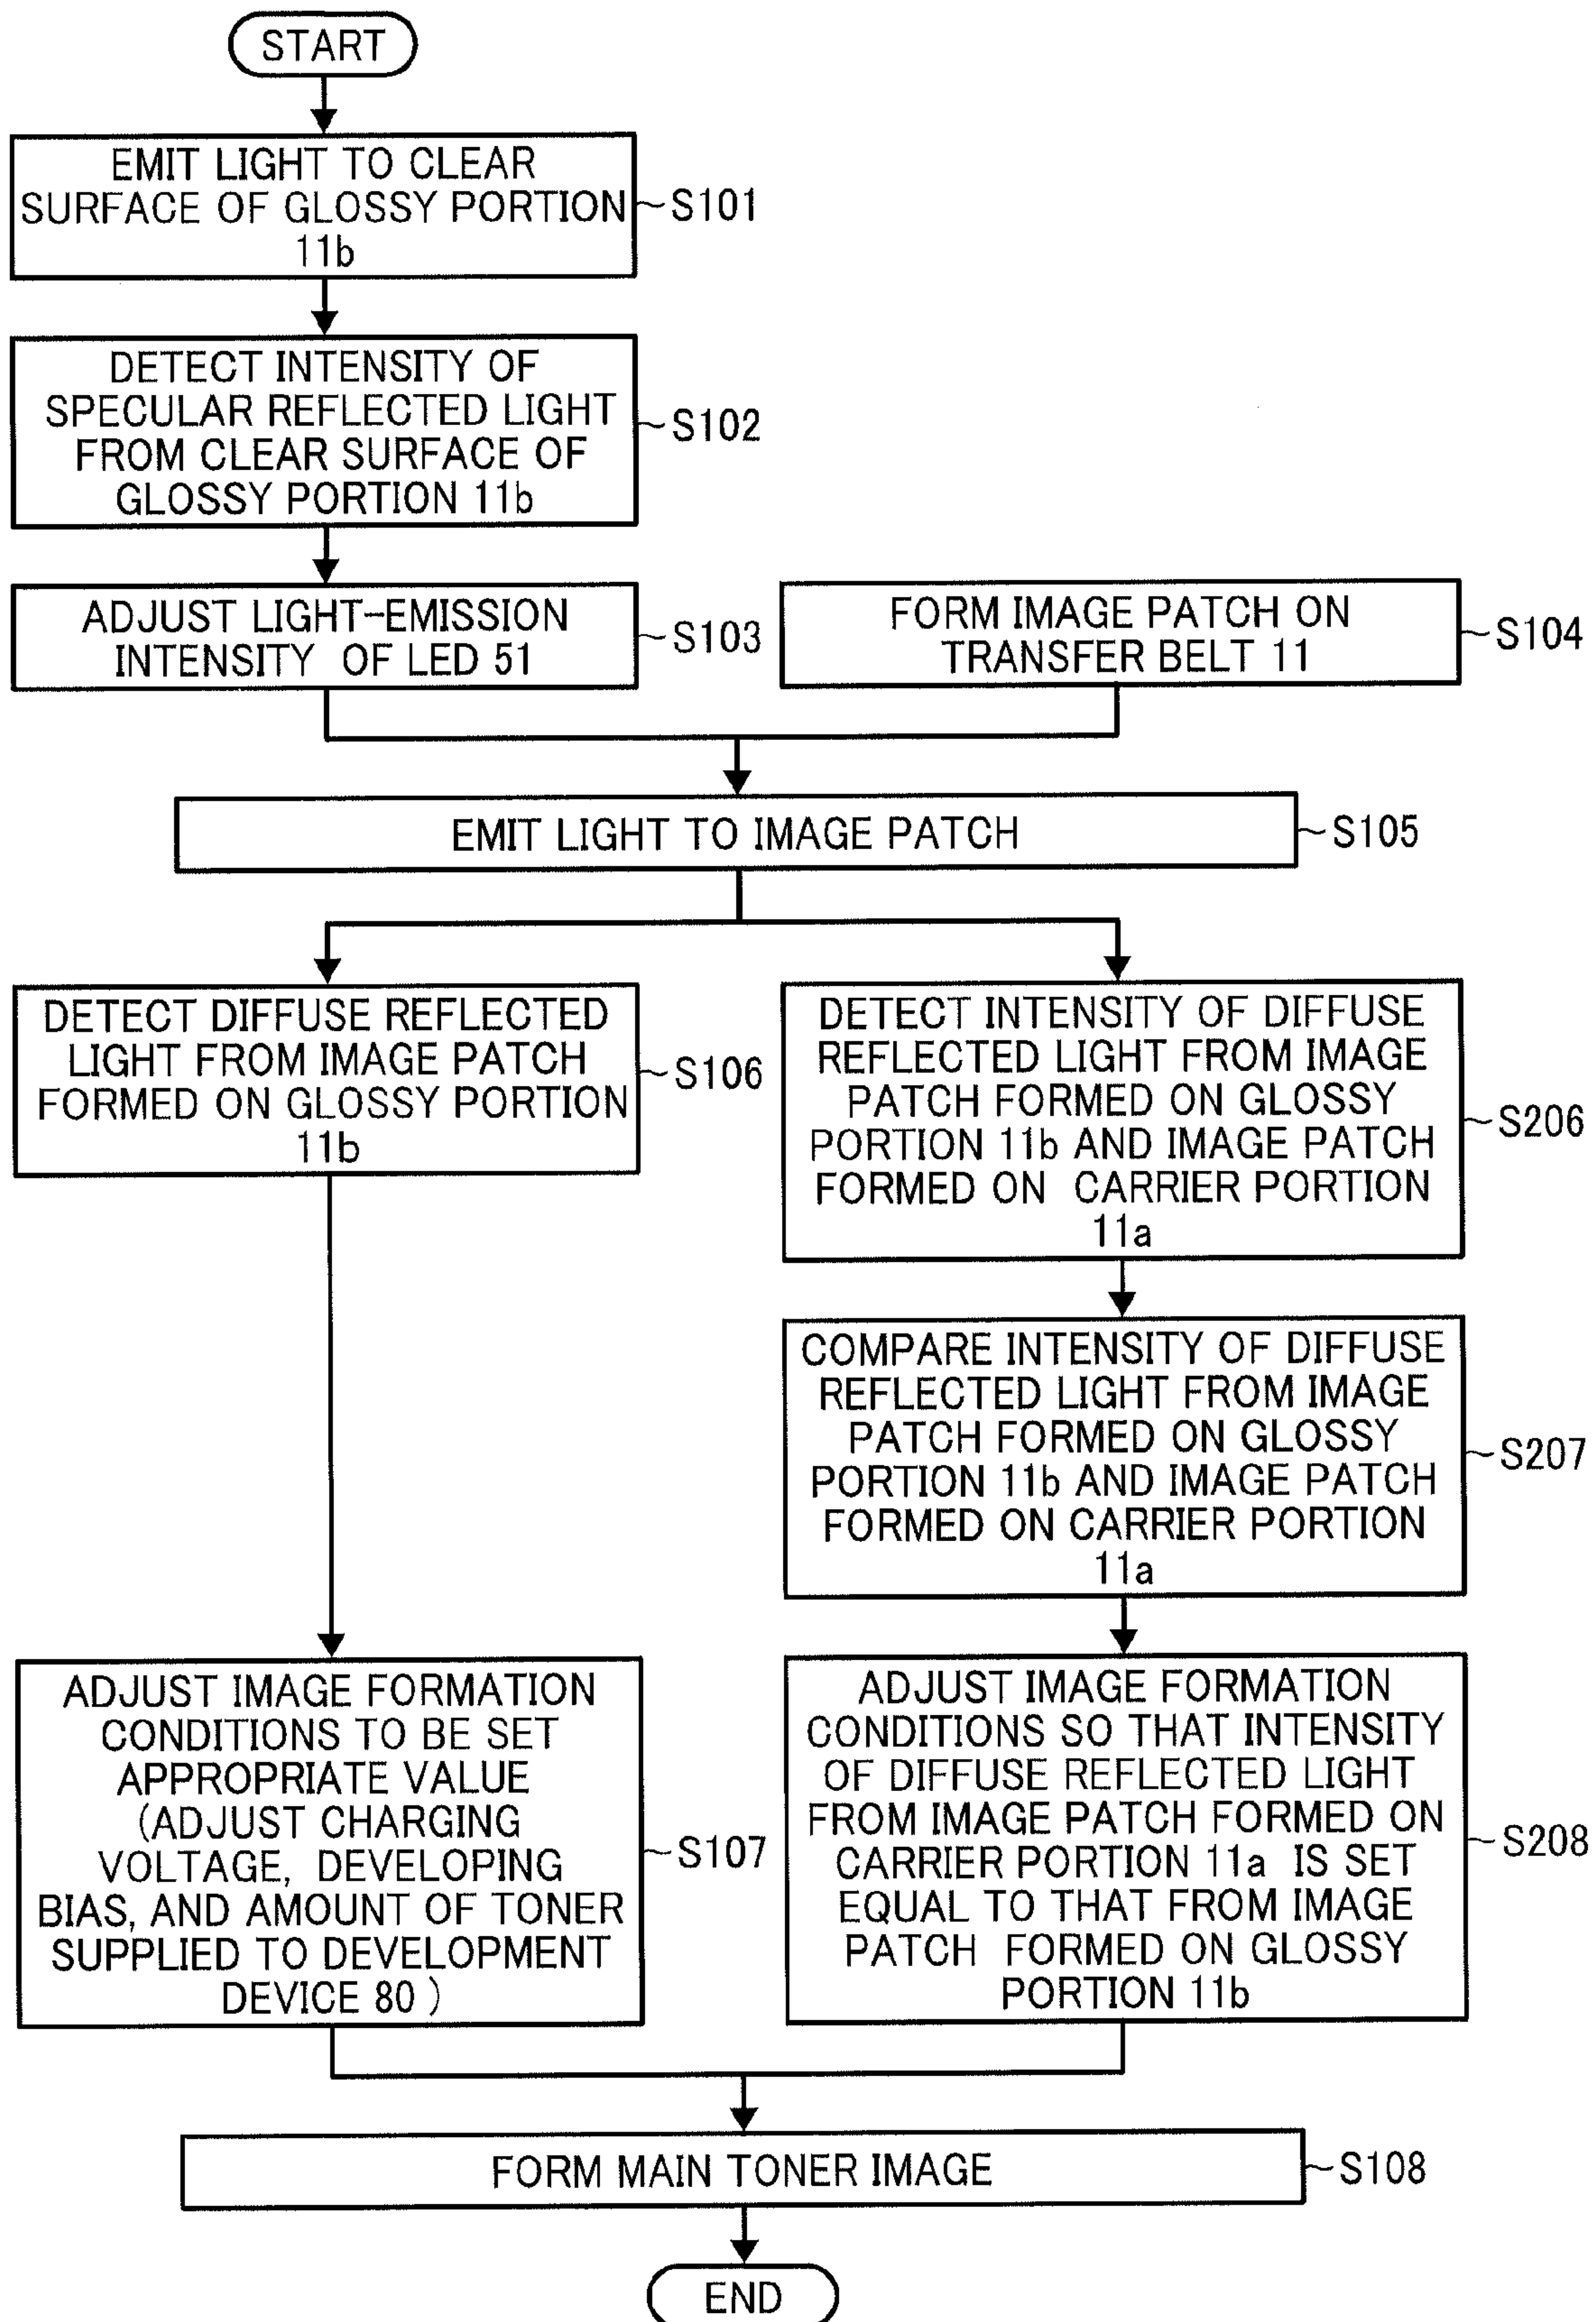 START
EMIT LIGHT TO CLEAR
SURFACE OF GLOSSY PORTION
11b
S101
DETECT INTENSITY OF
SPECULAR REFLECTED LIGHT
FROM CLEAR SURFACE OF
GLOSSY PORTION 11b
S102
ADJUST LIGHT-EMISSION
INTENSITY OF LED 51
S103
FORM IMAGE PATCH ON
TRANSFER BELT 11
S104
EMIT LIGHT TO IMAGE PATCH
S105
DETECT DIFFUSE REFLECTED
LIGHT FROM IMAGE PATCH
FORMED ON GLOSSY PORTION
11b
S106
DETECT INTENSITY OF DIFFUSE
REFLECTED LIGHT FROM IMAGE
PATCH FORMED ON GLOSSY
PORTION 11b AND IMAGE PATCH
FORMED ON CARRIER PORTION
11a
S206
COMPARE INTENSITY OF DIFFUSE
REFLECTED LIGHT FROM IMAGE
PATCH FORMED ON GLOSSY
PORTION 11b AND IMAGE PATCH
FORMED ON CARRIER PORTION
11a
S207
ADJUST IMAGE FORMATION
CONDITIONS TO BE SET
APPROPRIATE VALUE
(ADJUST CHARGING
VOLTAGE, DEVELOPING
BIAS, AND AMOUNT OF TONER
SUPPLIED TO DEVELOPMENT
DEVICE 80 )
S107
ADJUST IMAGE FORMATION
CONDITIONS SO THAT INTENSITY
OF DIFFUSE REFLECTED LIGHT
FROM IMAGE PATCH FORMED ON
CARRIER PORTION 11a IS SET
EQUAL TO THAT FROM IMAGE
PATCH FORMED ON GLOSSY
PORTION 11b
S208
FORM MAIN TONER IMAGE
S108
END